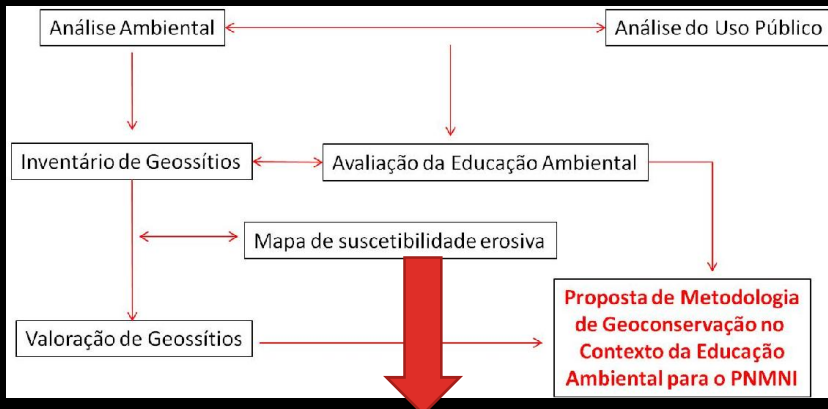 Análise Ambiental
Análise do Uso Público
Inventário de Geossítios
Avaliação da Educação Ambiental
Mapa de suscetibilidade erosiva
Valoração de Geossítios
Proposta de Metodologia
de Geoconservação no
Contexto da Educação
Ambiental para o PNMNI